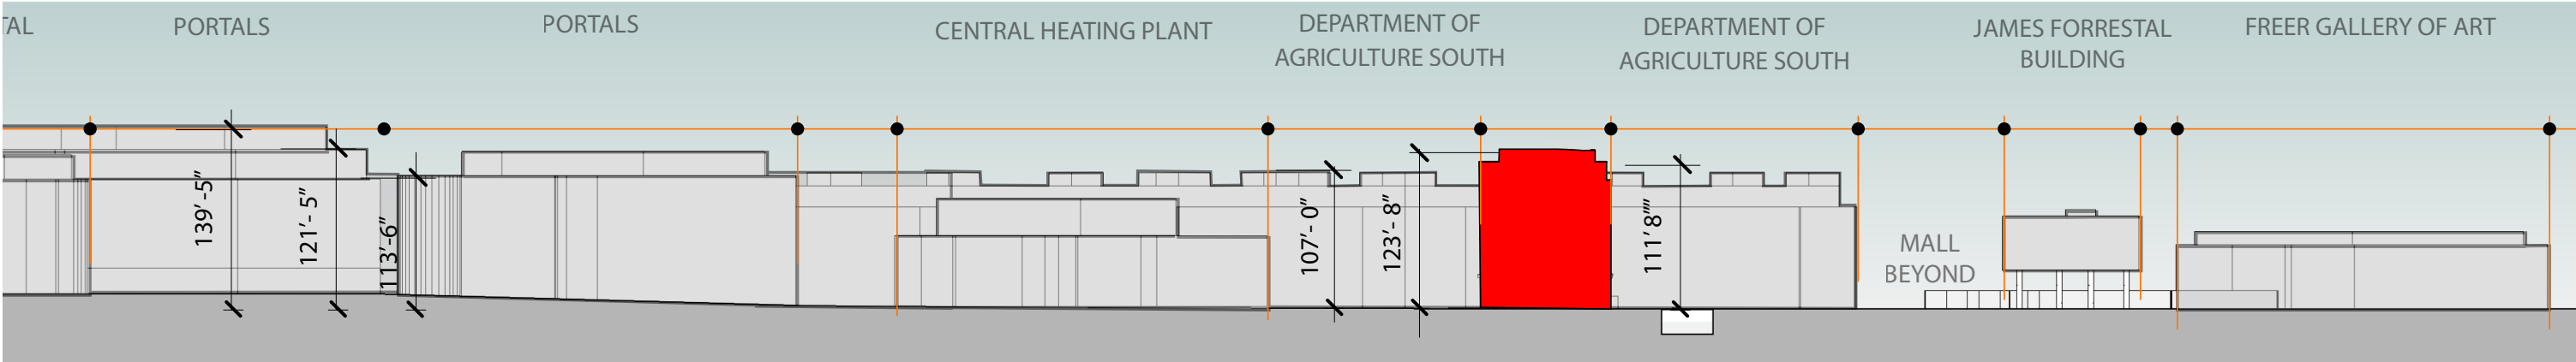 TAL
PORTALS
PORTALS
CENTRAL HEATING PLANT
DEPARTMENT OF
AGRICULTURE SOUTH
DEPARTMENT OF
AGRICULTURE SOUTH
JAMES FORRESTAL
BUILDING
FREER GALLERY OF ART
139'-5"
121'- 5"
113'-6"
107'- 0"
123'- 8"
111' 8""
MALL
BEYOND